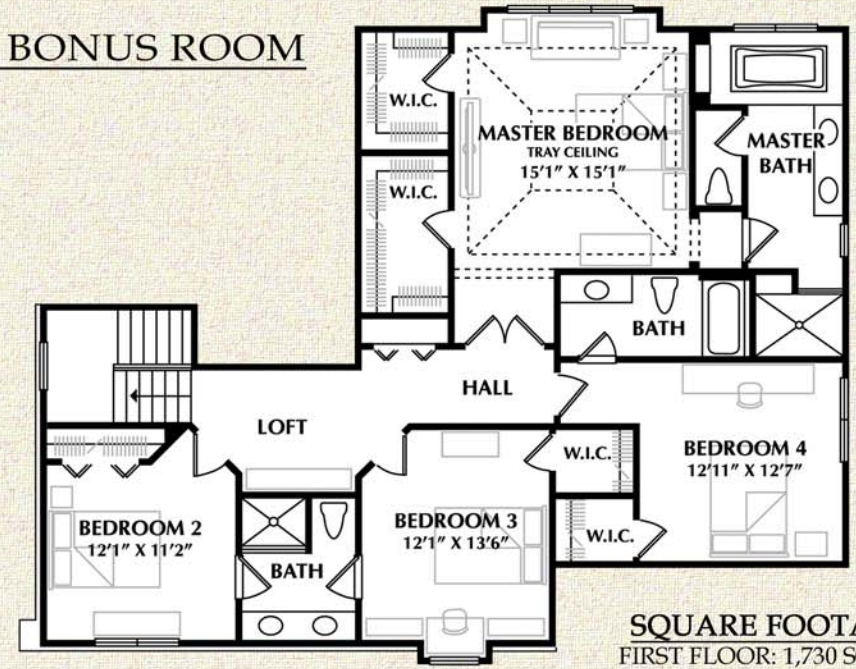 BONUS ROOM
W.I.C.
MASTER BEDROOM
TRAY CEILING
15'1" X 15'1"
MASTER
BATH
W.I.C.
BATH
HALL
LOFT
BEDROOM 4
12'11" X 12'7"
W.I.C.
BEDROOM 3
12'1" X 13'6"
BEDROOM 2
12'1" X 11'2"
W.I.C.
BATH
SQUARE FOOTA
FIRST FLOOR: 1,730 S